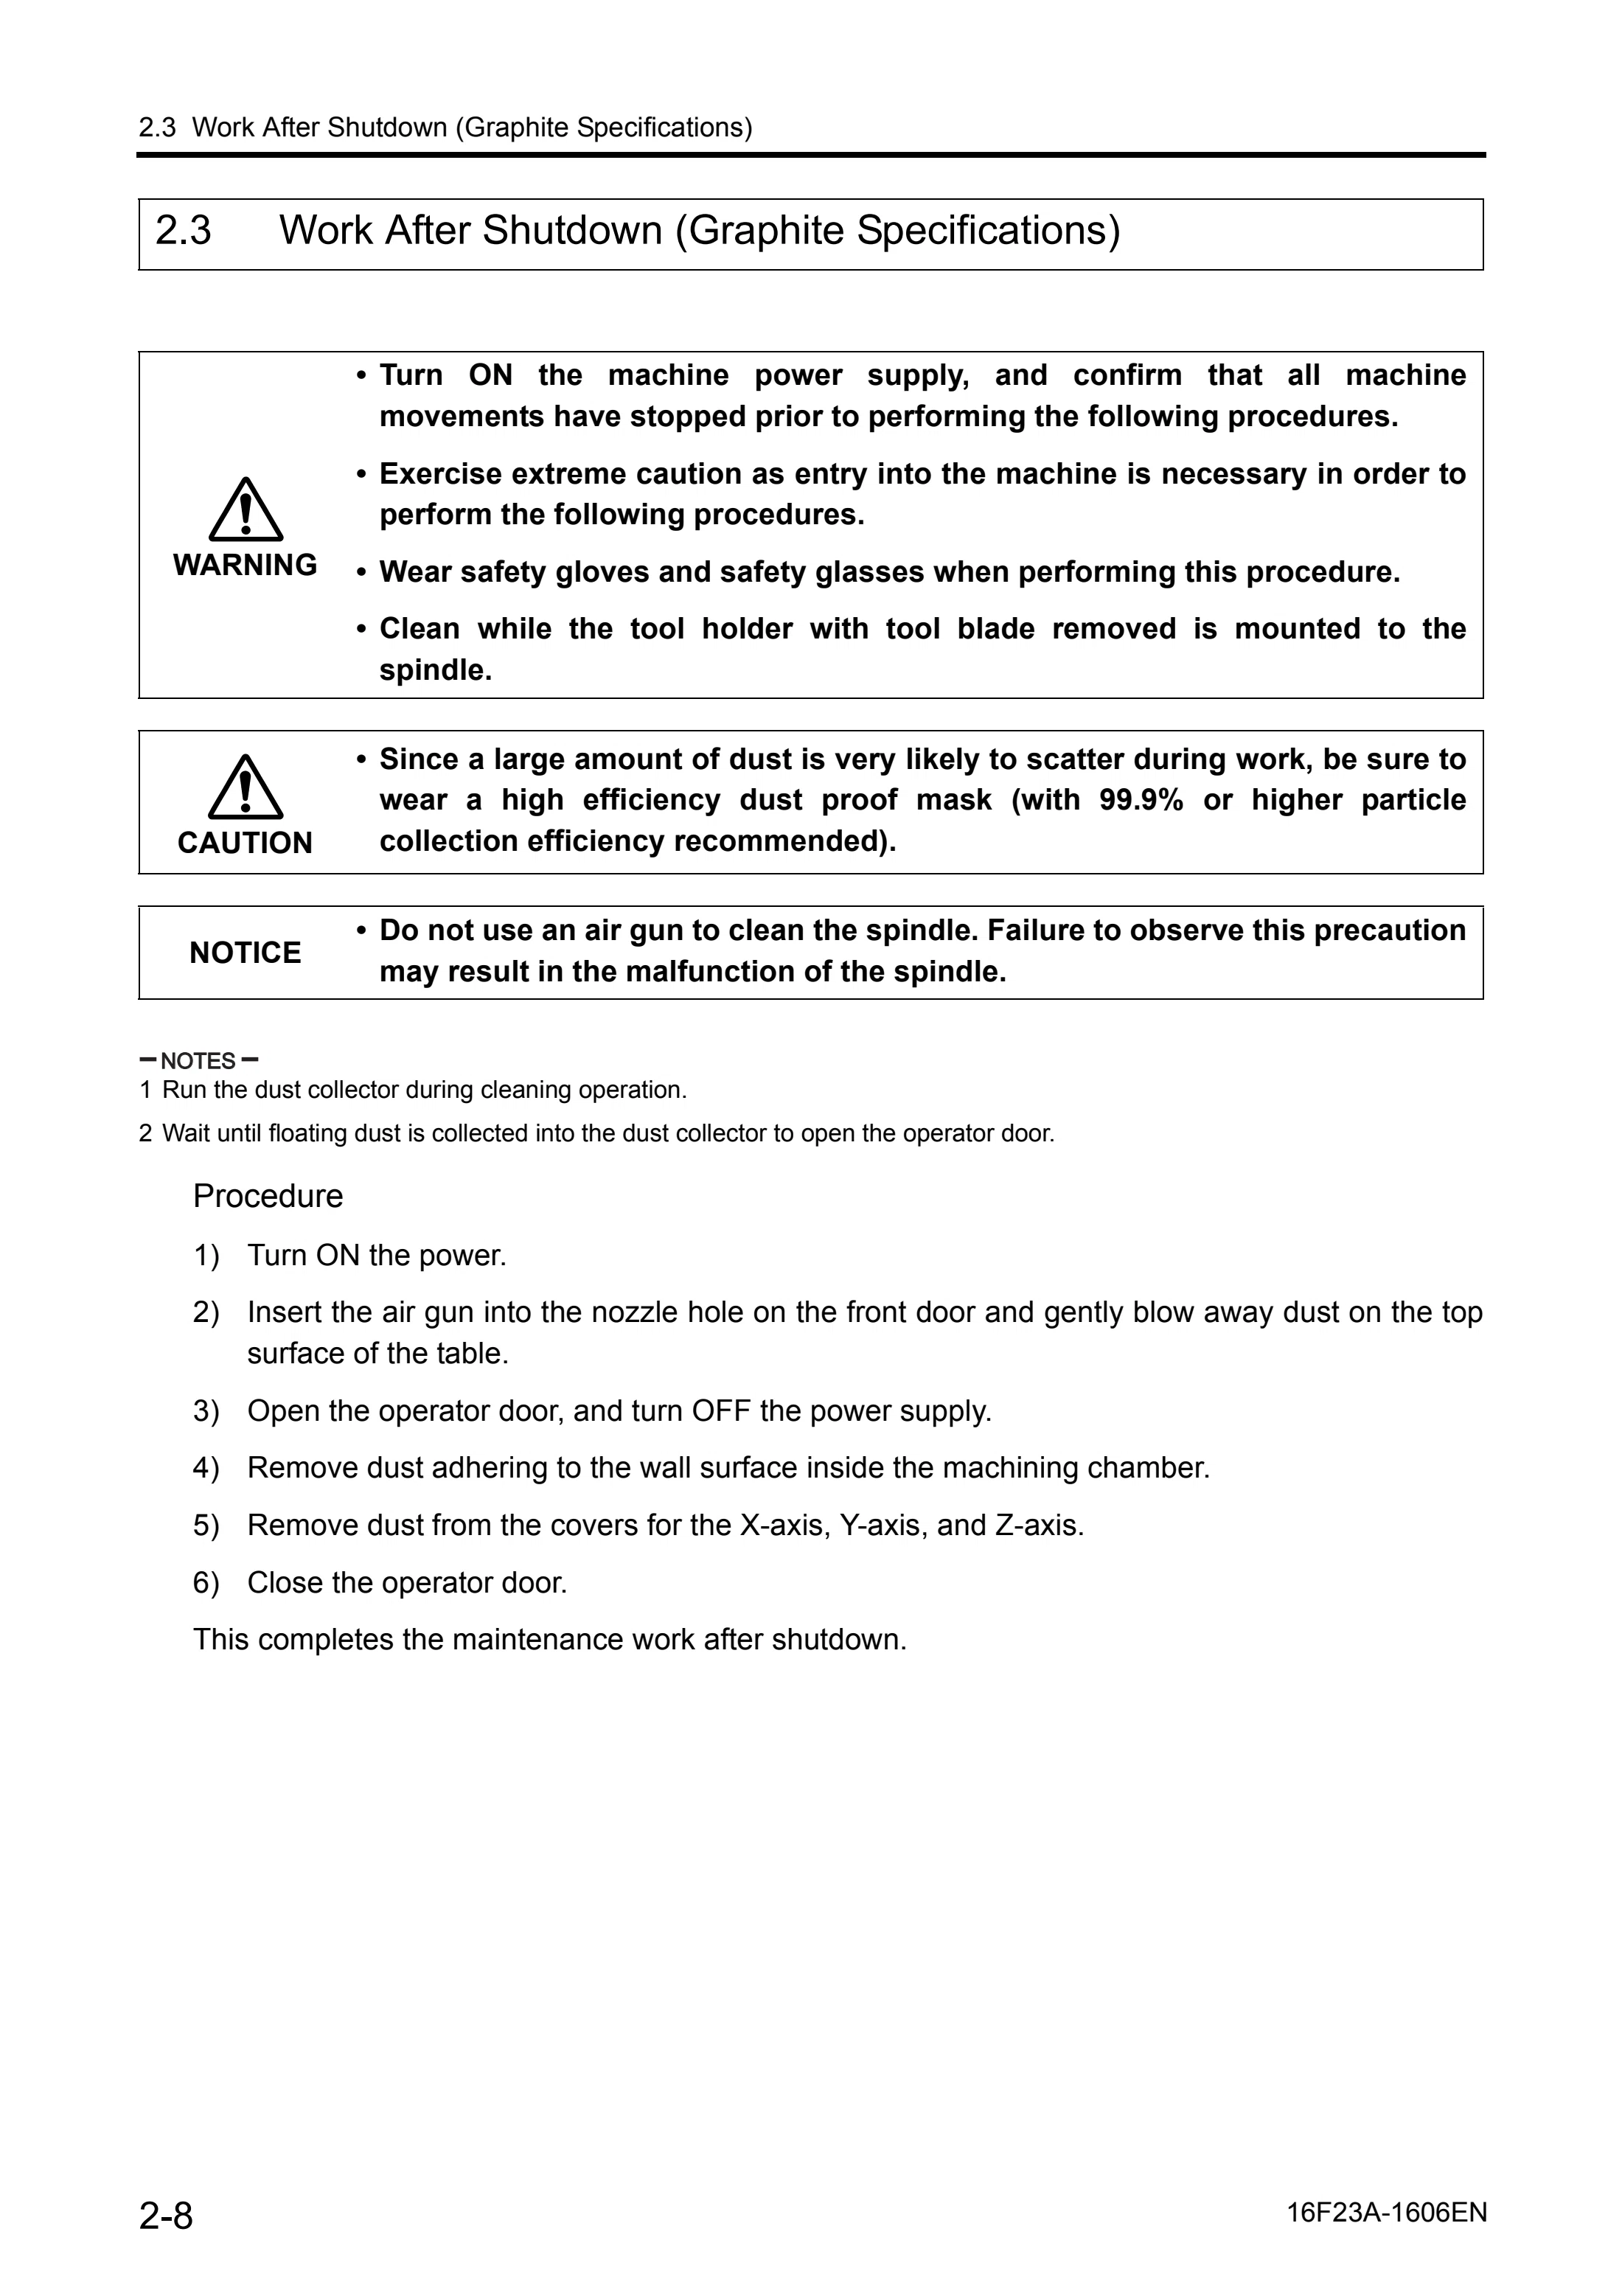 2.3 Work After Shutdown (Graphite Specifications)
2.3 Work After Shutdown (Graphite Specifications)
• Turn ON the machine power supply, and confirm that all machine
movements have stopped prior to performing the following procedures.
• Exercise extreme caution as entry into the machine is necessary in order to
perform the following procedures.
WARNING
• Wear safety gloves and safety glasses when performing this procedure.
• Clean while the tool holder with tool blade removed is mounted to the
spindle.
• Since a large amount of dust is very likely to scatter during work, be sure to
wear a high efficiency dust proof mask (with 99.9% or higher particle
collection efficiency recommended).
CAUTION
• Do not use an air gun to clean the spindle. Failure to observe this precaution
may result in the malfunction of the spindle.
NOTICE
NOTES
1 Run the dust collector during cleaning operation.
2 Wait until floating dust is collected into the dust collector to open the operator door.
Procedure
1) Turn ON the power.
2) Insert the air gun into the nozzle hole on the front door and gently blow away dust on the top
surface of the table.
3) Open the operator door, and turn OFF the power supply.
4) Remove dust adhering to the wall surface inside the machining chamber.
5) Remove dust from the covers for the X-axis, Y-axis, and Z-axis.
6) Close the operator door.
This completes the maintenance work after shutdown.
2-8
16F23A-1606EN